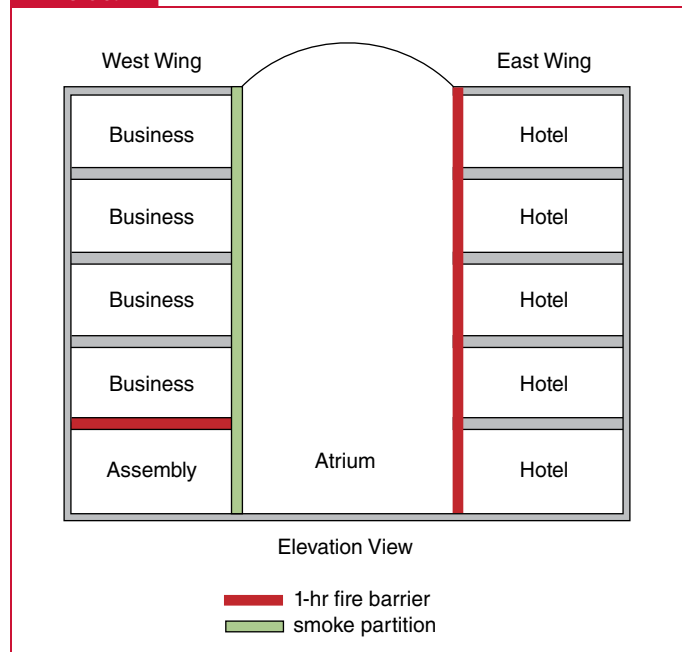 West Wing East Wing
Business Hotel
Business Hotel
Business Hotel
Business Hotel
Assembly Atrium Hotel
Elevation View
1-hr fire barrier
smoke partition